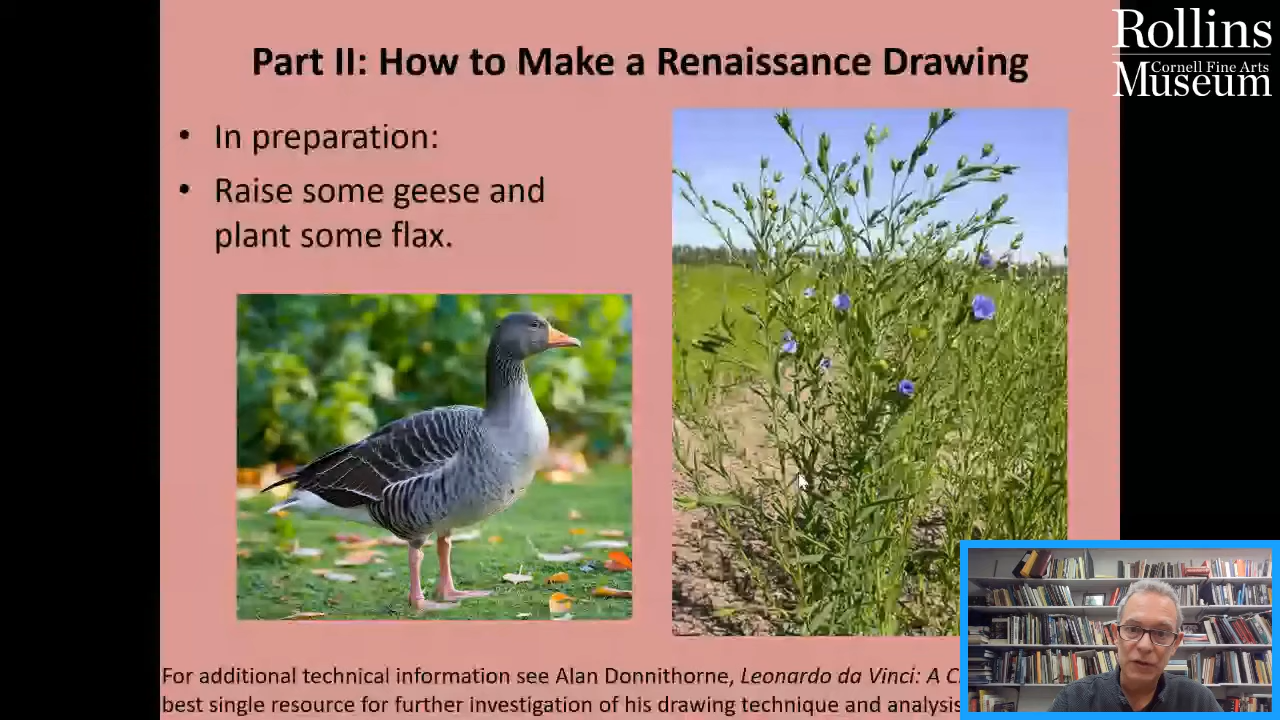 Part II: How to Make a Renaissance Drawing
Rollins
Cornell Fine Arts
Museum
• In preparation:
• Raise some geese and
plant some flax.
For additional technical information see Alan Donnithorne, Leonardo da Vinci: A C
best single resource for further investigation of his drawing technique and analysis